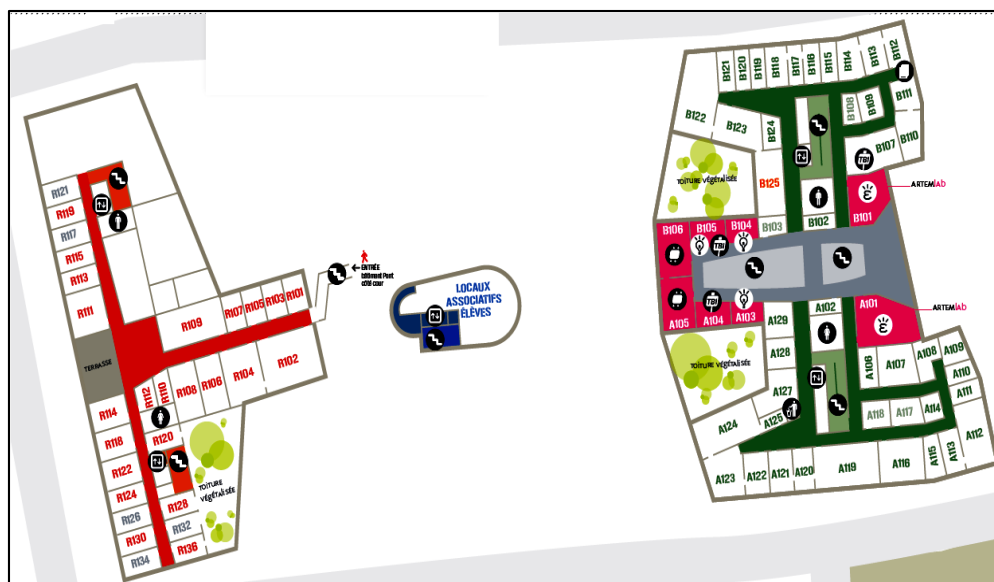 R121
R119
R117
R115
R113
R111
TERRASSE
R109
R107
R105
R103
R101
ENTRÉE
bâtiment Pont
côté cour
R112
R110
R108
R106
R104
R102
R114
R118
R122
R124
R126
R130
R134
R120
R128
R132
R136
TOITURE
VÉGÉTALISÉE
LOCAUX
ASSOCIATIFS
ÉLÈVES
B121
B120
B119
B118
B117
B116
B115
B114
B113
B112
B111
B110
B109
B108
B107
TBI
B122
B123
B124
TOITURE VÉGÉTALISÉE
B125
B103
B102
B101
ARTEMlab
B106
B105
B104
TBI
A105
A104
A103
TBI
A102
A101
ARTEMlab
TOITURE VÉGÉTALISÉE
A129
A128
A127
A125
A124
A106
A107
A108
A109
A110
A111
A112
A118
A117
A114
A123
A122
A121
A120
A119
A116
A115
A113